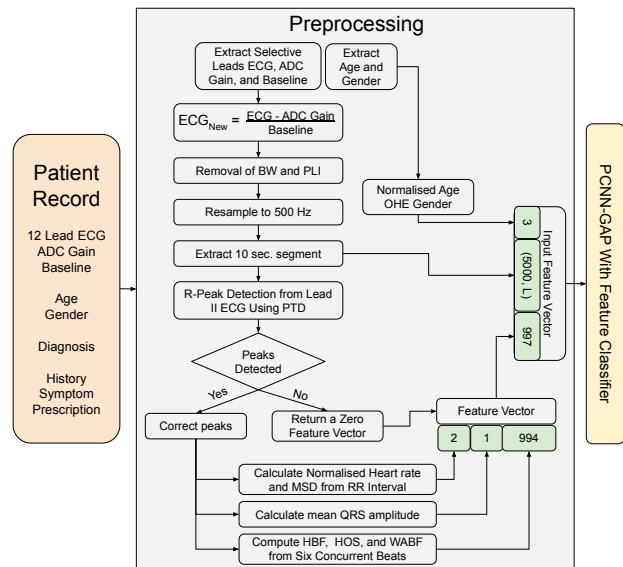 Preprocessing
Patient
Record
12 Lead ECG
ADC Gain
Baseline
Age
Gender
Diagnosis
History
Symptom
Prescription
Extract Selective
Leads ECG, ADC
Gain, and Baseline
Extract
Age and
Gender
ECG_New = ECG - ADC Gain
Baseline
Removal of BW and PLI
Normalised Age
OHE Gender
Resample to 500 Hz
Extract 10 sec. segment
R-Peak Detection from Lead
II ECG Using PTD
Peaks
Detected
Yes
No
Correct peaks
Return a Zero
Feature Vector
Feature Vector
2
1
994
Calculate Normalised Heart rate
and MSD from RR Interval
Calculate mean QRS amplitude
Compute HBF, HOS, and WABF
from Six Concurrent Beats
3
(5000, L)
997
Input Feature Vector
PCNN-GAP With Feature Classifier